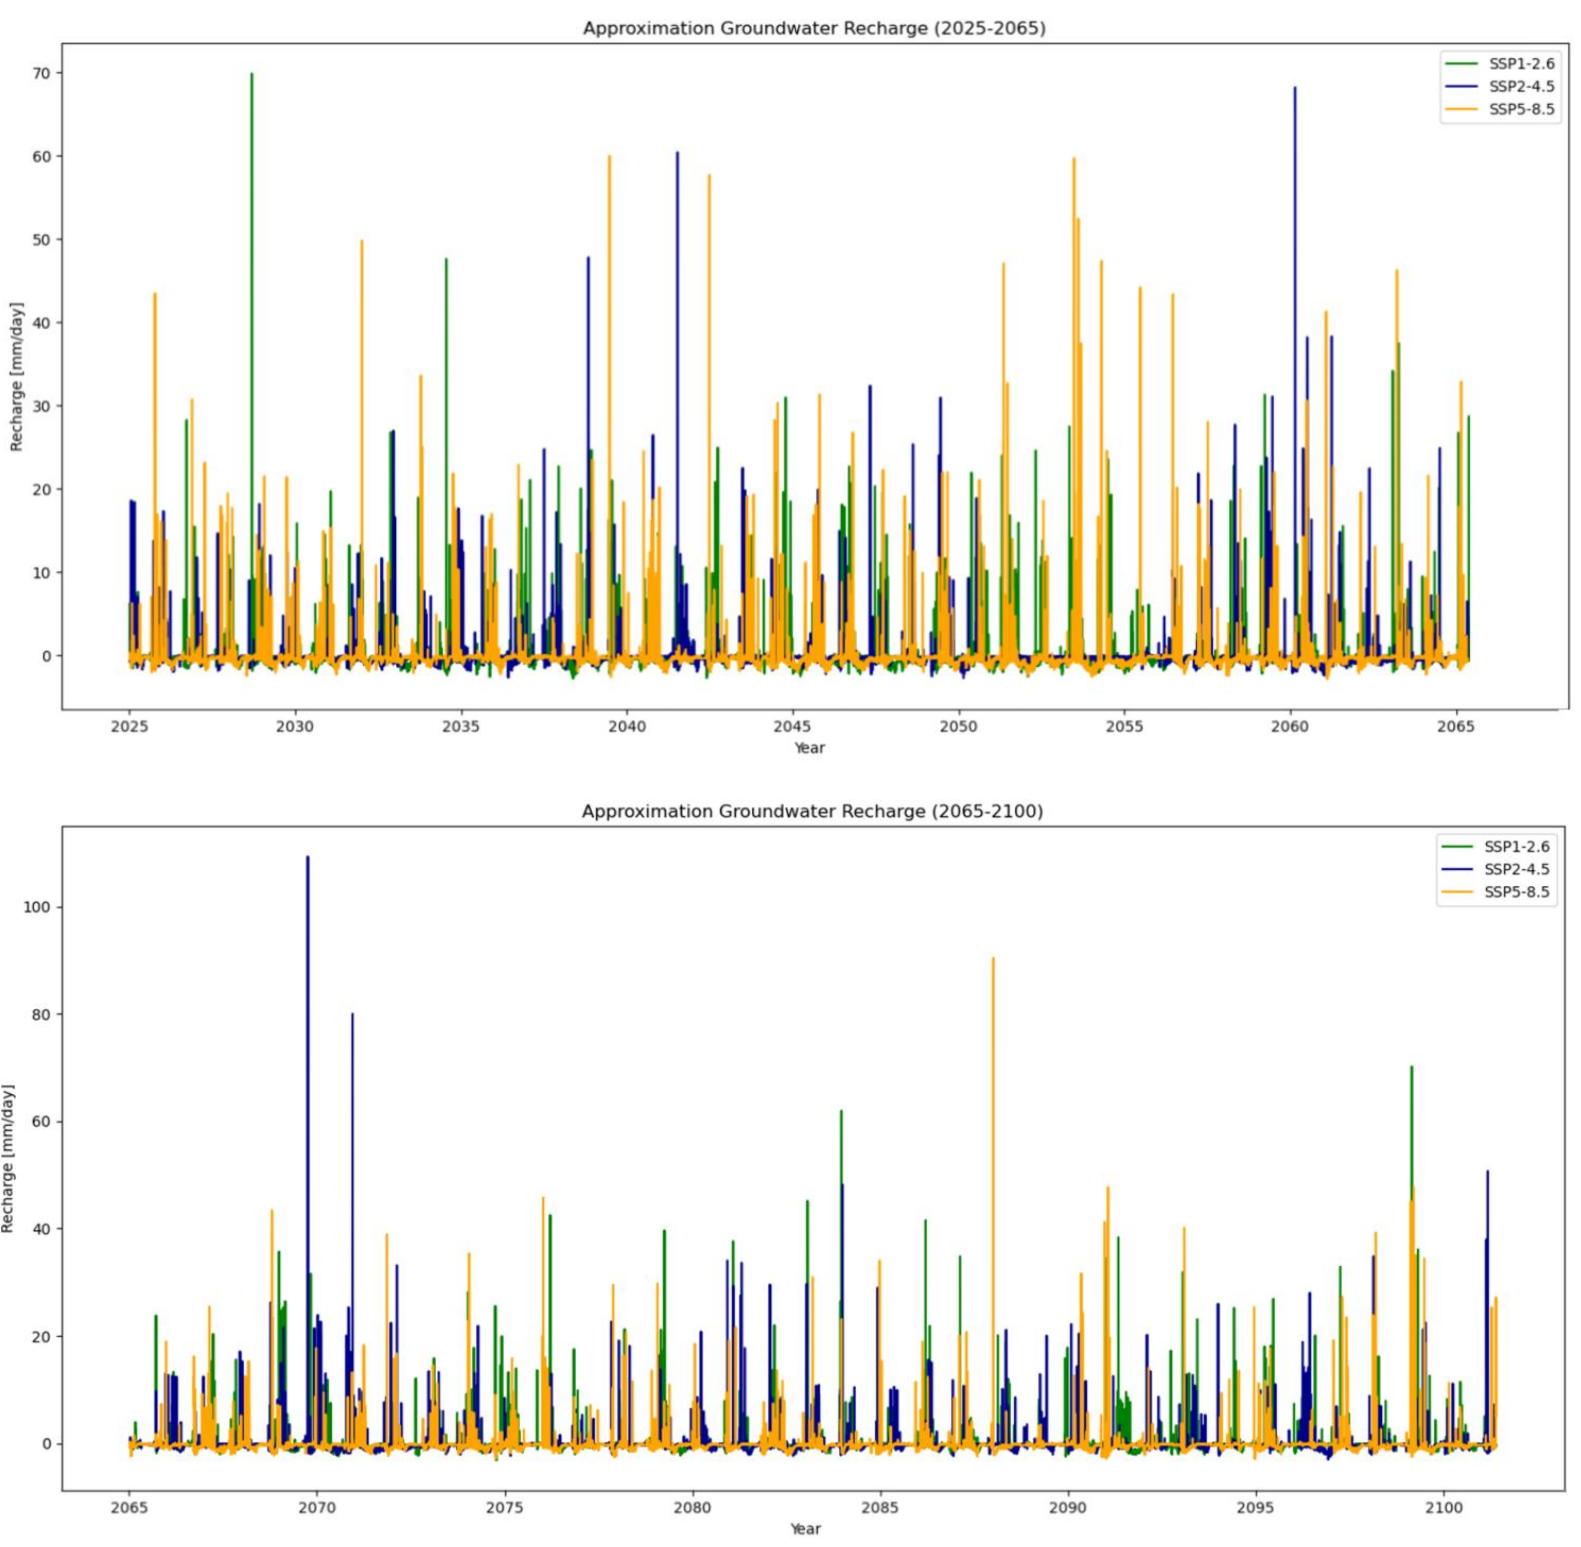 Approximation Groundwater Recharge (2025-2065)
SSP1-2.6
SSP2-4.5
SSP5-8.5
Recharge [mm/day]
70
60
50
40
30
20
10
0
2025 2030 2035 2040 2045 2050 2055 2060 2065
Year
Approximation Groundwater Recharge (2065-2100)
SSP1-2.6
SSP2-4.5
SSP5-8.5
Recharge [mm/day]
100
80
60
40
20
0
2065 2070 2075 2080 2085 2090 2095 2100
Year